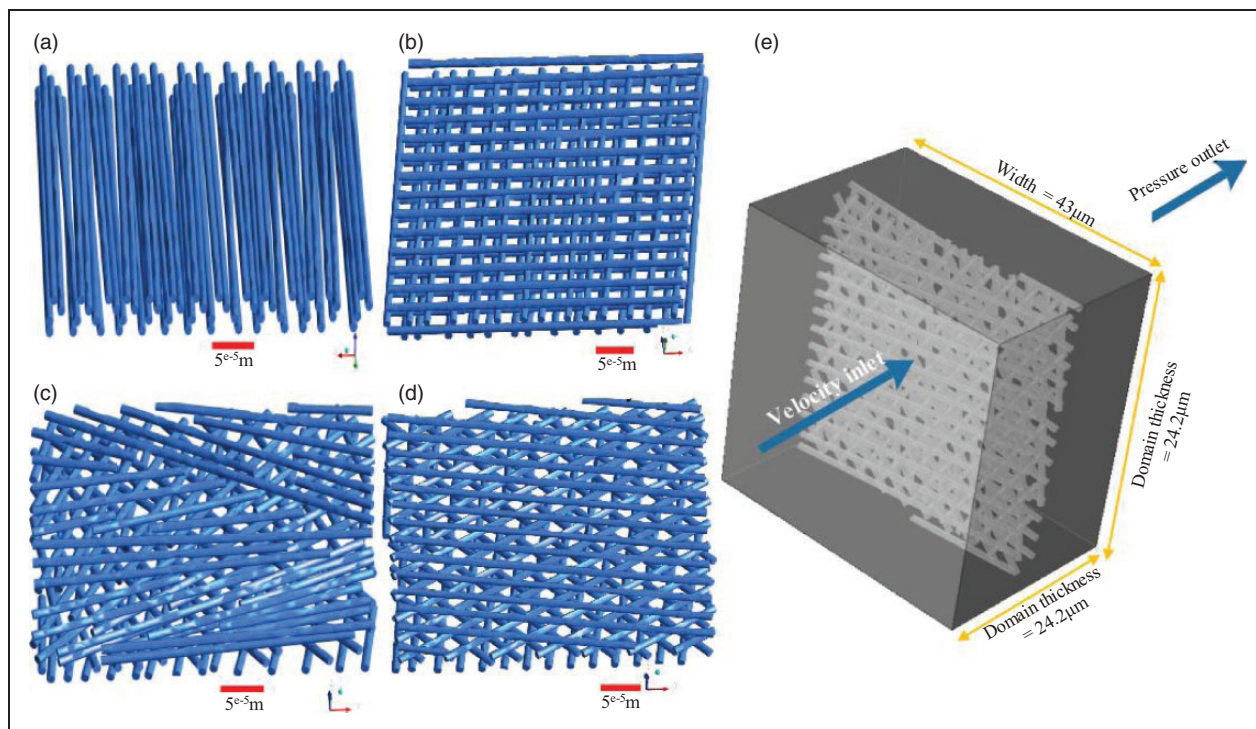 (a)
(b)
(e)
5e-5m
5e-5m
(c)
(d)
5e-5m
5e-5m
Width = 43μm
Pressure outlet
Velocity inlet
Domain thickness
= 24.2μm
Domain thickness
= 24.2μm